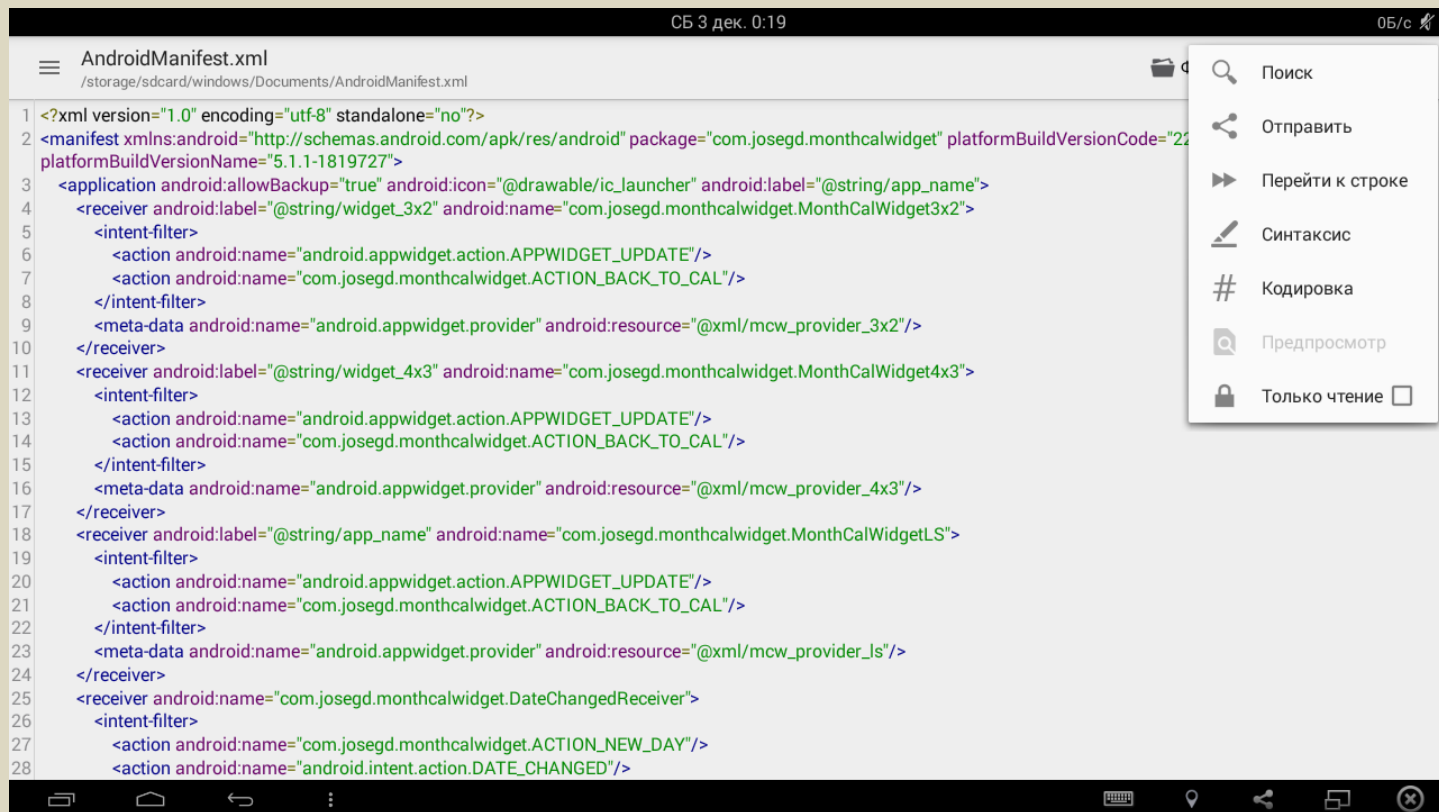 СБ 3 дек. 0:19
0Б/с
AndroidManifest.xml
/storage/sdcard/windows/Documents/AndroidManifest.xml
Поиск
Отправить
Перейти к строке
Синтаксис
Кодировка
Предпросмотр
Только чтение
1 <?xml version="1.0" encoding="utf-8" standalone="no"?>
2 <manifest xmlns:android="http://schemas.android.com/apk/res/android" package="com.josegd.monthcalwidget" platformBuildVersionCode="22
platformBuildVersionName="5.1.1-1819727">
3 <application android:allowBackup="true" android:icon="@drawable/ic_launcher" android:label="@string/app_name">
4 <receiver android:label="@string/widget_3x2" android:name="com.josegd.monthcalwidget.MonthCalWidget3x2">
5 <intent-filter>
6 <action android:name="android.appwidget.action.APPWIDGET_UPDATE"/>
7 <action android:name="com.josegd.monthcalwidget.ACTION_BACK_TO_CAL"/>
8 </intent-filter>
9 <meta-data android:name="android.appwidget.provider" android:resource="@xml/mcw_provider_3x2"/>
10 </receiver>
11 <receiver android:label="@string/widget_4x3" android:name="com.josegd.monthcalwidget.MonthCalWidget4x3">
12 <intent-filter>
13 <action android:name="android.appwidget.action.APPWIDGET_UPDATE"/>
14 <action android:name="com.josegd.monthcalwidget.ACTION_BACK_TO_CAL"/>
15 </intent-filter>
16 <meta-data android:name="android.appwidget.provider" android:resource="@xml/mcw_provider_4x3"/>
17 </receiver>
18 <receiver android:label="@string/app_name" android:name="com.josegd.monthcalwidget.MonthCalWidgetLS">
19 <intent-filter>
20 <action android:name="android.appwidget.action.APPWIDGET_UPDATE"/>
21 <action android:name="com.josegd.monthcalwidget.ACTION_BACK_TO_CAL"/>
22 </intent-filter>
23 <meta-data android:name="android.appwidget.provider" android:resource="@xml/mcw_provider_ls"/>
24 </receiver>
25 <receiver android:name="com.josegd.monthcalwidget.DateChangedReceiver">
26 <intent-filter>
27 <action android:name="com.josegd.monthcalwidget.ACTION_NEW_DAY"/>
28 <action android:name="android.intent.action.DATE_CHANGED"/>